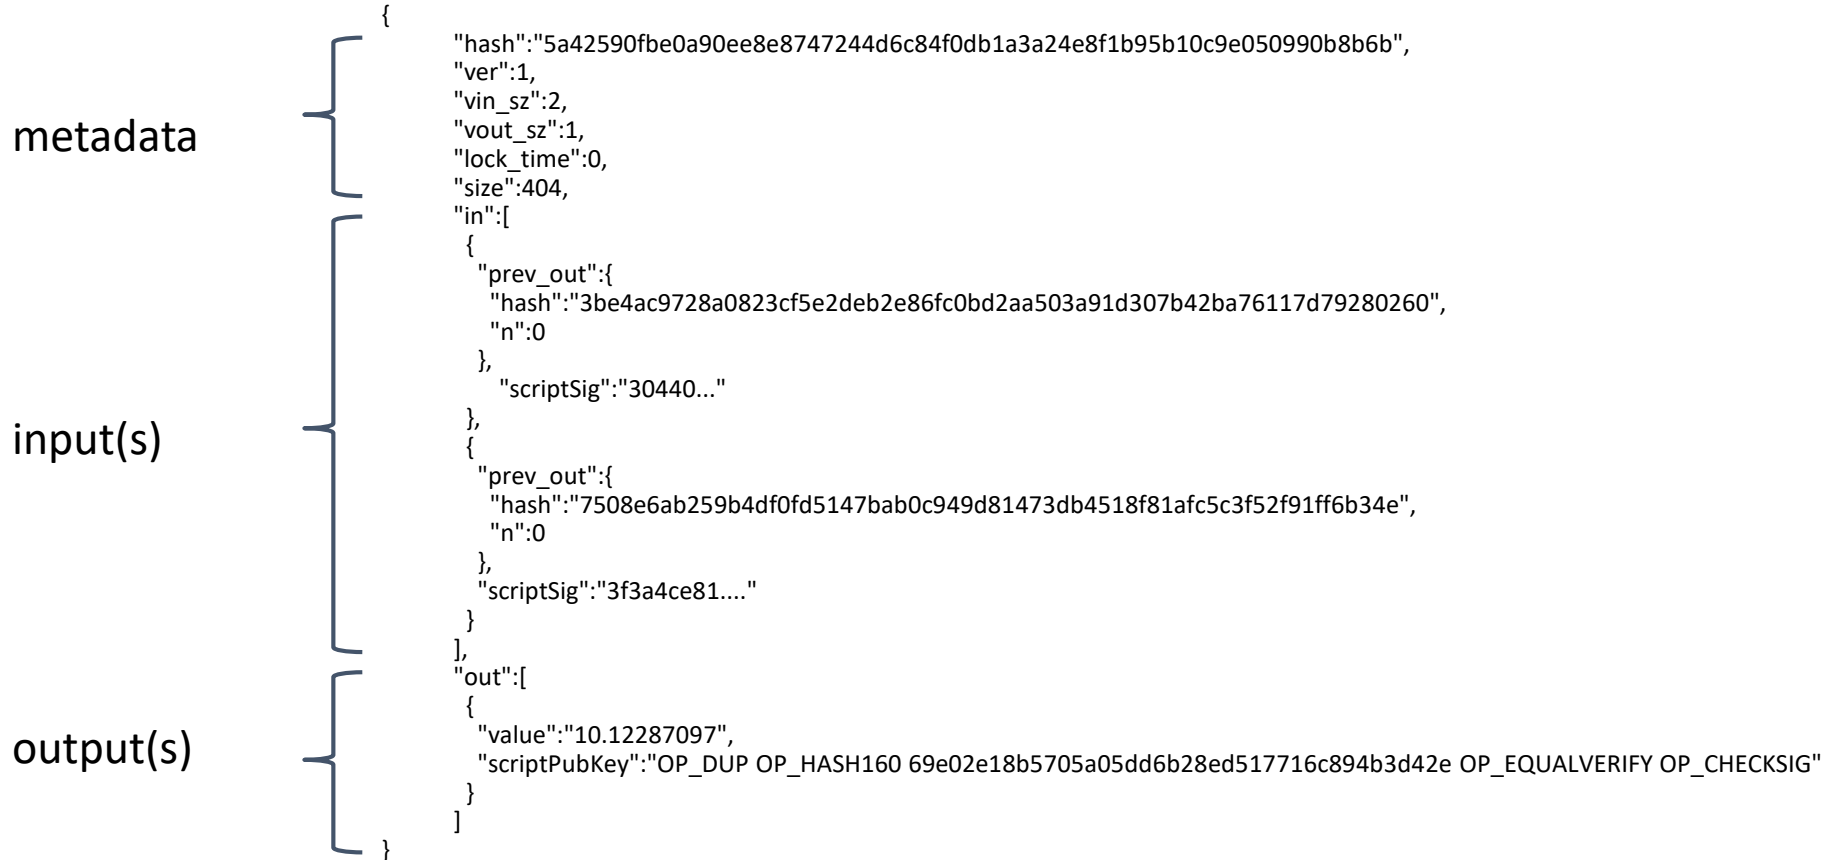 {
metadata
"hash":"5a42590fbe0a90ee8e8747244d6c84f0db1a3a24e8f1b95b10c9e050990b8b6b",
"ver":1,
"vin_sz":2,
"vout_sz":1,
"lock_time":0,
"size":404,
input(s)
"in":[
{
"prev_out":{
"hash":"3be4ac9728a0823cf5e2deb2e86fc0bd2aa503a91d307b42ba76117d79280260",
"n":0
},
"scriptSig":"30440..."
},
{
"prev_out":{
"hash":"7508e6ab259b4df0fd5147bab0c949d81473db4518f81afc5c3f52f91ff6b34e",
"n":0
},
"scriptSig":"3f3a4ce81...."
}
],
output(s)
"out":[
{
"value":"10.12287097",
"scriptPubKey":"OP_DUP OP_HASH160 69e02e18b5705a05dd6b28ed517716c894b3d42e OP_EQUALVERIFY OP_CHECKSIG"
}
]
}